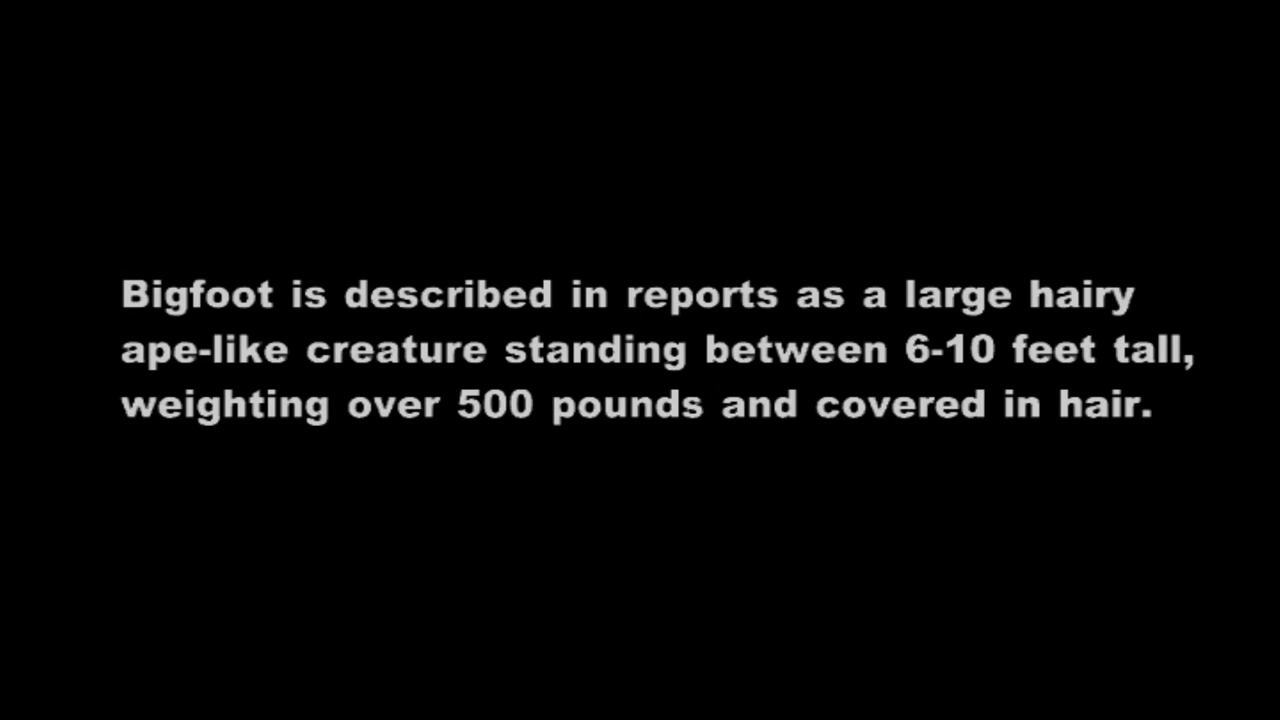 Bigfoot is described in reports as a large hairy
ape-like creature standing between 6-10 feet tall,
weighting over 500 pounds and covered in hair.